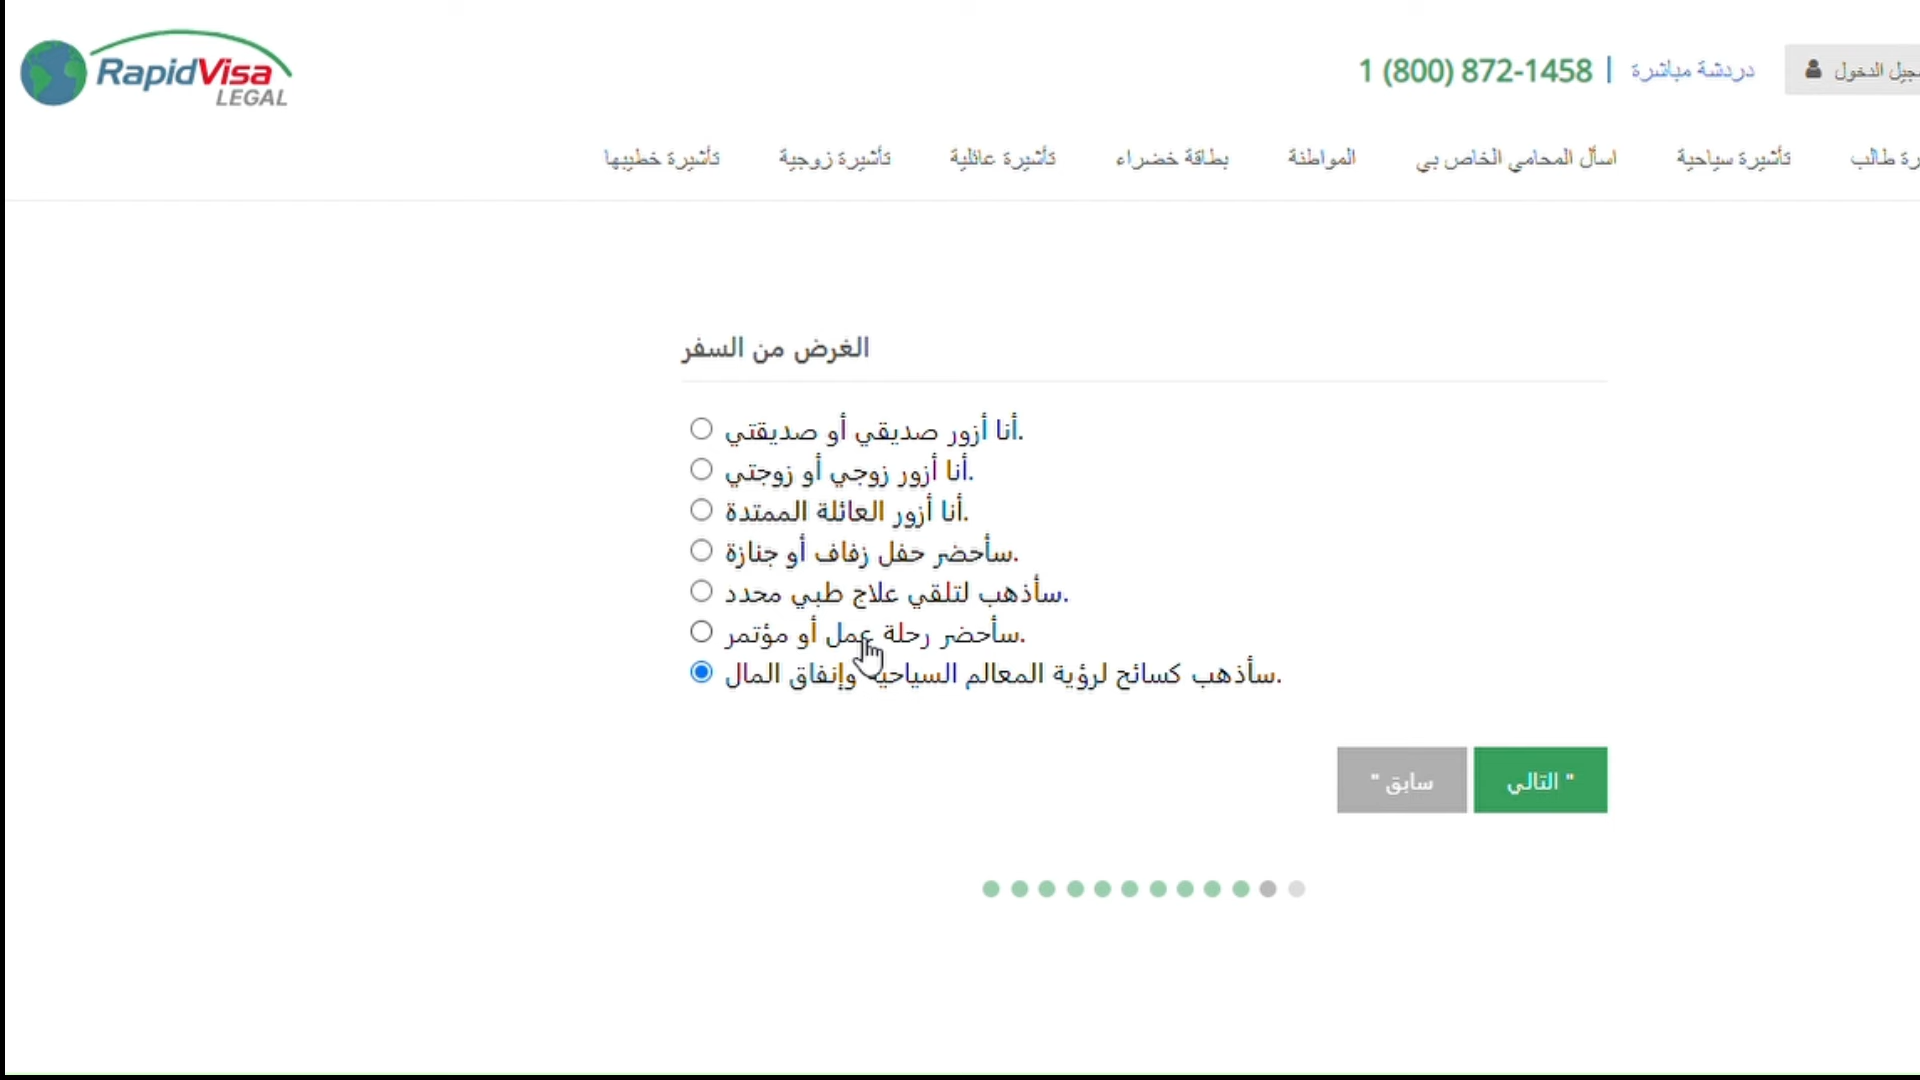 RapidVisa
LEGAL
1 (800) 872-1458 | دردشة مباشرة
الدخول
تأشيرة خطيبها
تأشيرة زوجية
تأشيرة عائلية
بطاقة خضراء
المواطنة
اسأل المحامي الخاص بي
تأشيرة سياحية
طالب
الغرض من السفر
أنا أزور صديقي أو صديقتي.
أنا أزور زوجي أو زوجتي.
أنا أزور العائلة الممتدة.
سأحضر حفل زفاف أو جنازة.
سأذهب لتلقي علاج طبي محدد.
سأحضر رحلة عمل أو مؤتمر.
سأذهب كسائح لرؤية المعالم السياحية وإنفاق المال.
سابق "
" التالي